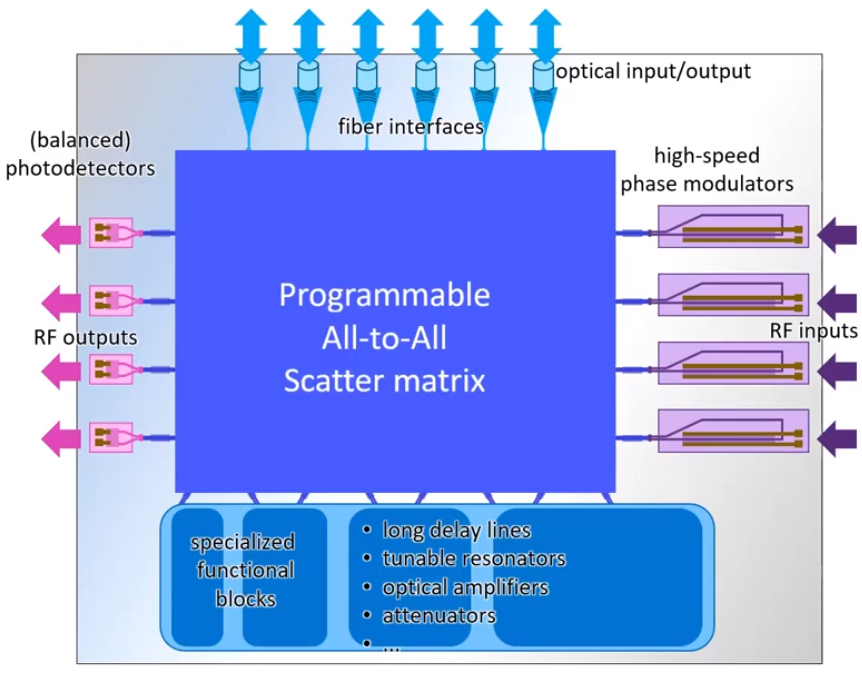 optical input/output
fiber interfaces
(balanced)
photodetectors
high-speed
phase modulators
Programmable
All-to-All
Scatter matrix
RF outputs
RF inputs
specialized
functional
blocks
• long delay lines
• tunable resonators
• optical amplifiers
• attenuators
• ...